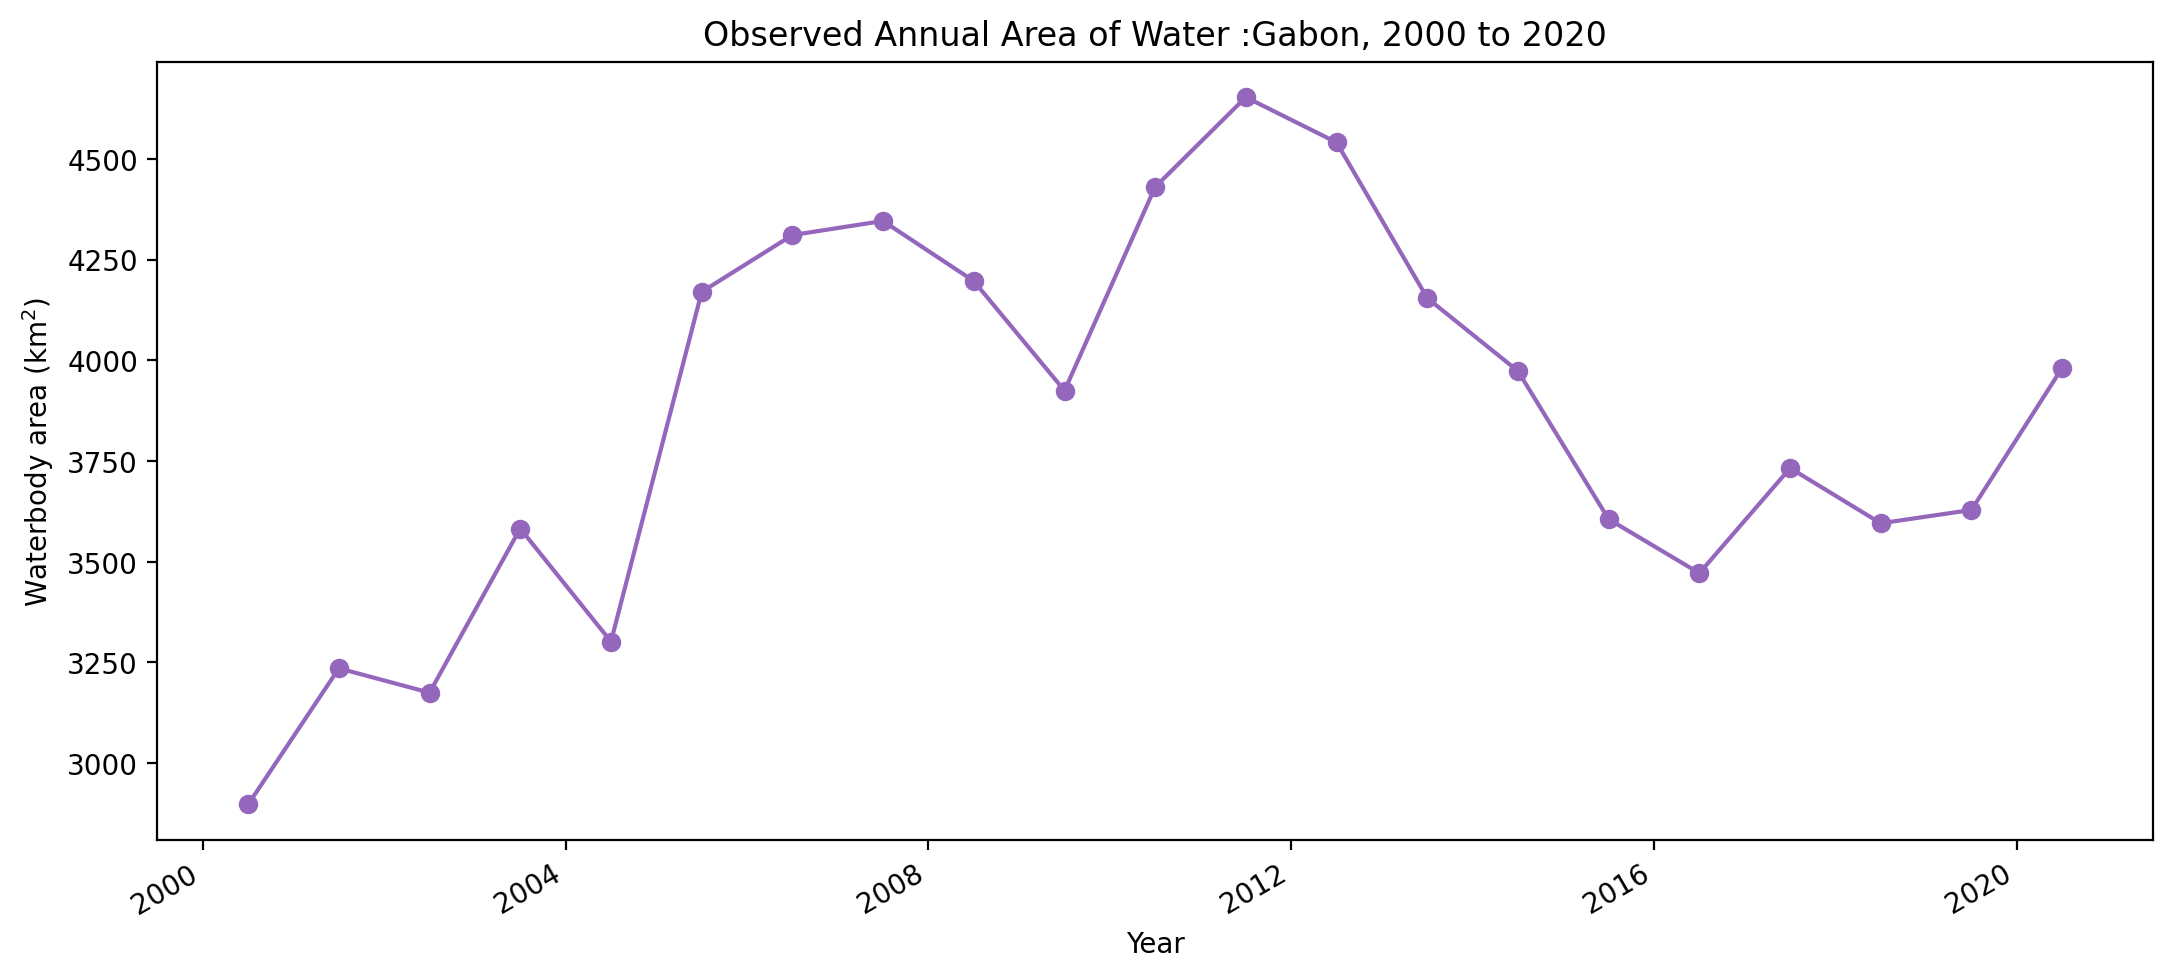 Observed Annual Area of Water :Gabon, 2000 to 2020
4500
4250
4000
3750
3500
3250
3000
Waterbody area (km²)
2000 2004 2008 2012 2016 2020
Year